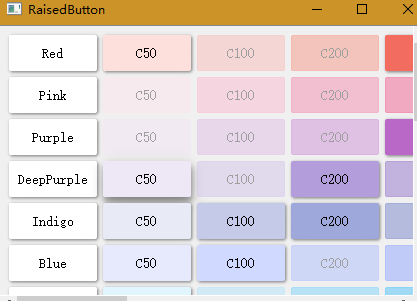 RaisedButton
Red C50 C100 C200
Pink C50 C100 C200
Purple C50 C100 C200
DeepPurple C50 C100 C200
Indigo C50 C100 C200
Blue C50 C100 C200